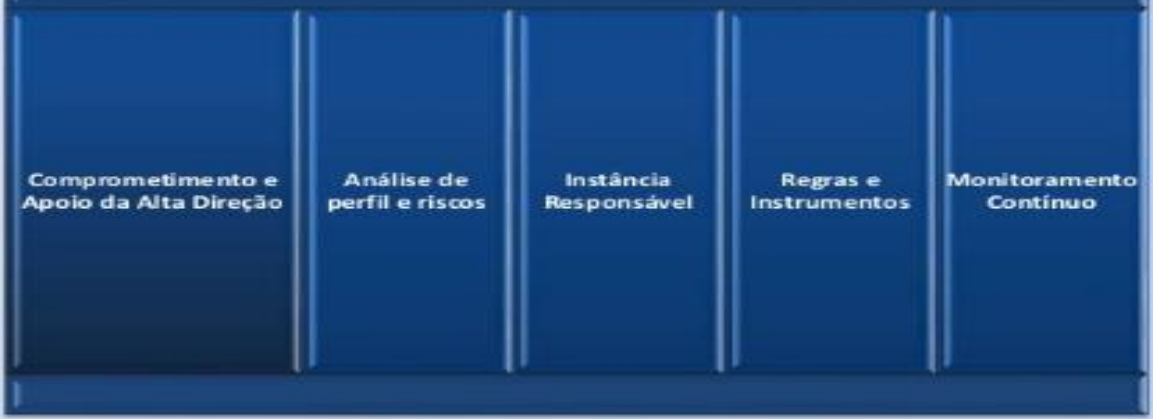 Comprometimento e
Apoio da Alta Direção
Análise de
perfil e riscos
Instância
Responsável
Regras e
Instrumentos
Monitoramento
Contínuo